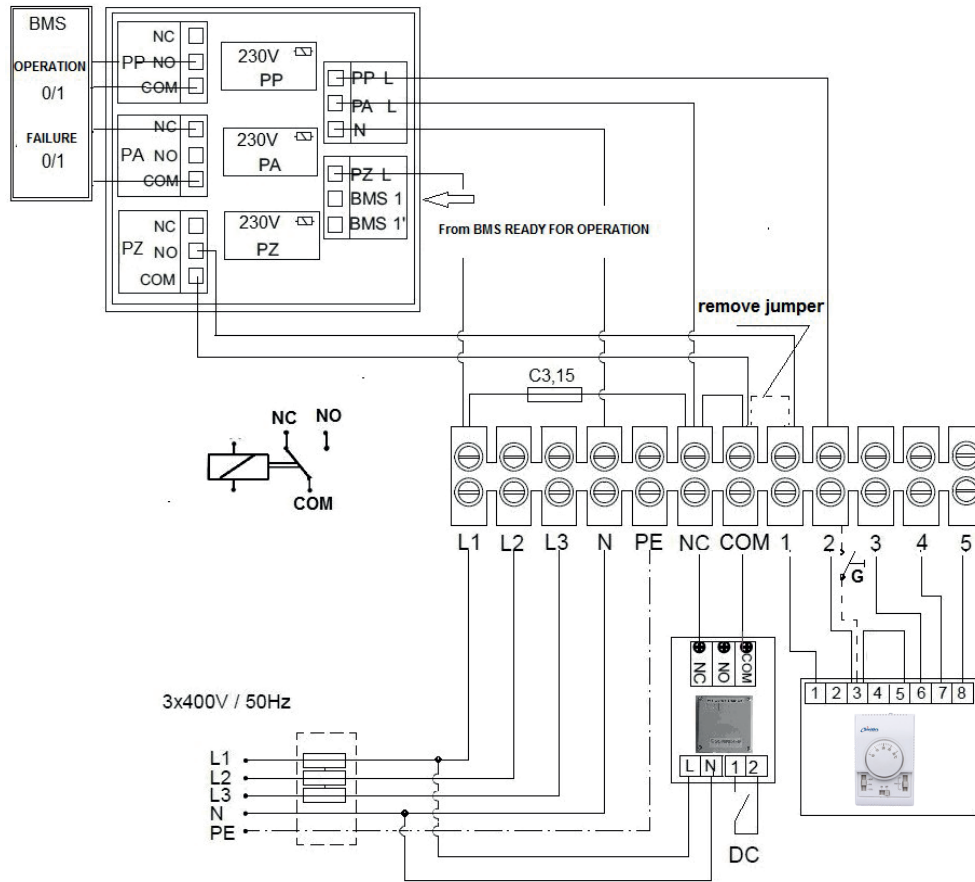 BMS
OPERATION
0/1
FAILURE
0/1
NC
PP NO
COM
NC
PA NO
COM
NC
PZ NO
COM
230V
PP
230V
PA
230V
PZ
PP L
PA L
N
PZ L
BMS 1
BMS 1'
From BMS READY FOR OPERATION
remove jumper
C3,15
NC NO
COM
L1 L2 L3 N PE NC COM 1 2 3 4 5
G
NC NO COM
L N 1 2
DC
1 2 3 4 5 6 7 8
3x400V / 50Hz
L1
L2
L3
N
PE